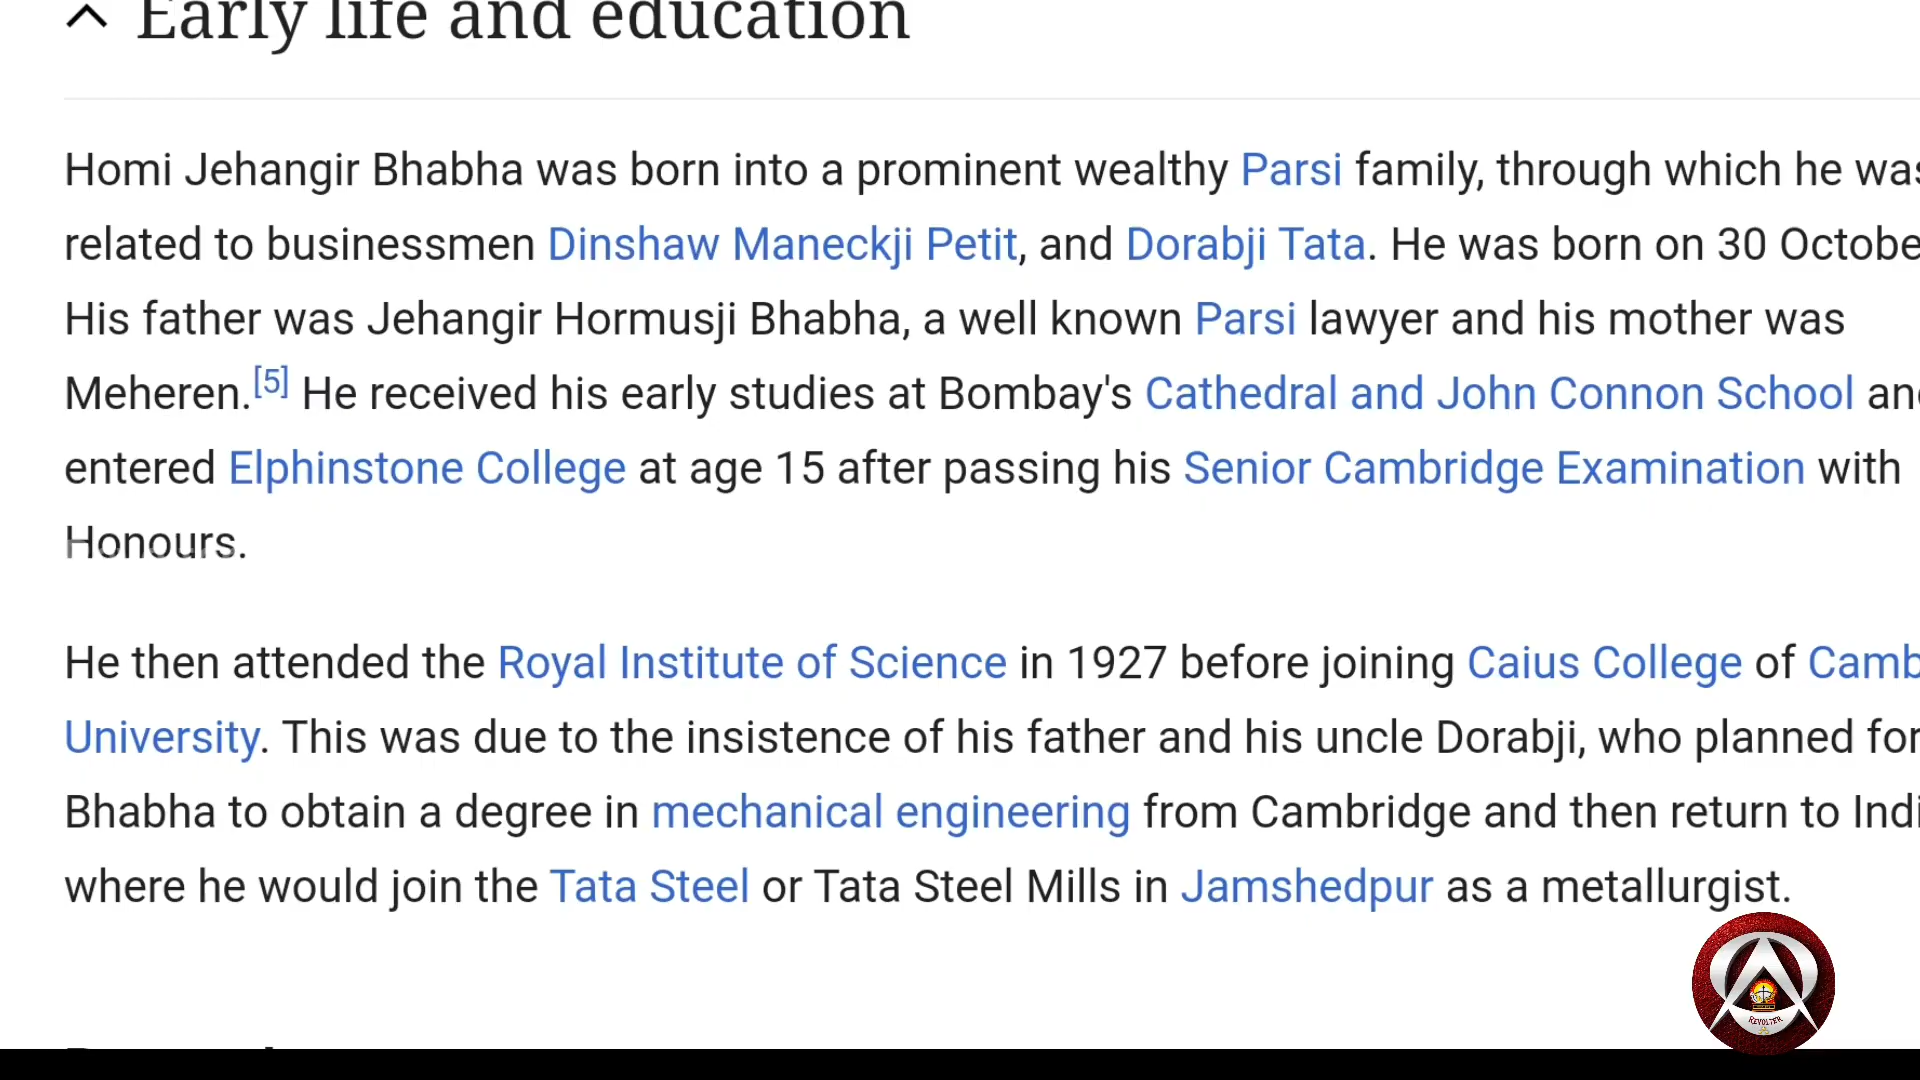 Early life and education
Homi Jehangir Bhabha was born into a prominent wealthy Parsi family, through which he was
related to businessmen Dinshaw Maneckji Petit, and Dorabji Tata. He was born on 30 Octobe
His father was Jehangir Hormusji Bhabha, a well known Parsi lawyer and his mother was
Meheren.[5] He received his early studies at Bombay's Cathedral and John Connon School and
entered Elphinstone College at age 15 after passing his Senior Cambridge Examination with
Honours.
He then attended the Royal Institute of Science in 1927 before joining Caius College of Camb
University. This was due to the insistence of his father and his uncle Dorabji, who planned for
Bhabha to obtain a degree in mechanical engineering from Cambridge and then return to Indi
where he would join the Tata Steel or Tata Steel Mills in Jamshedpur as a metallurgist.
REVOLTER